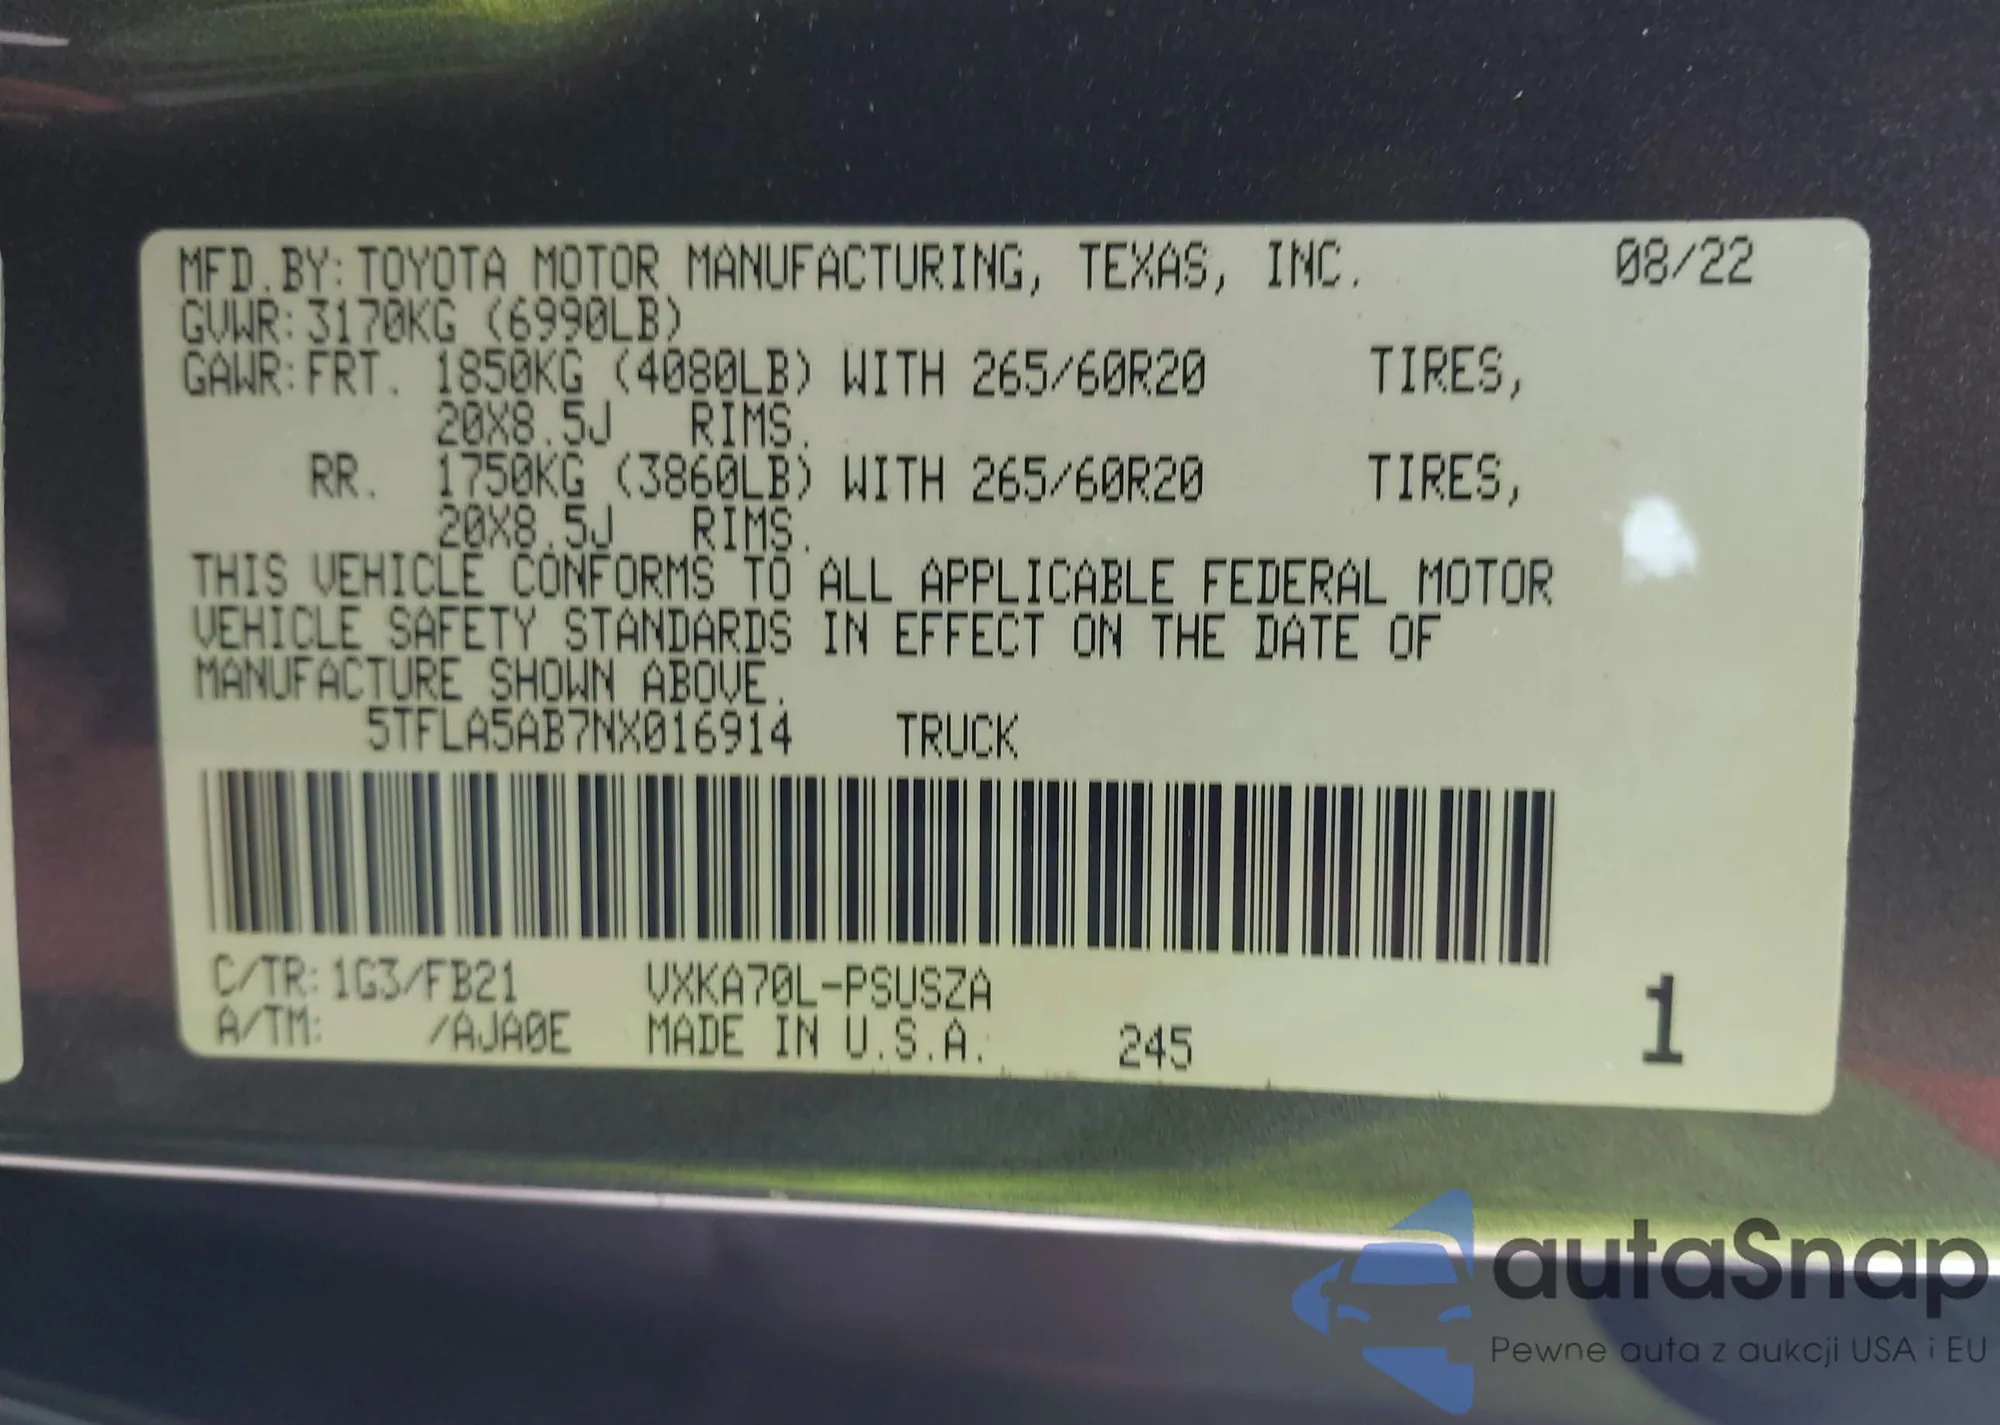 MFD.BY: TOYOTA MOTOR MANUFACTURING, TEXAS, INC. 08/22
GVWR: 3170KG (6990LB)
GAWR: FRT. 1850KG (4080LB) WITH 265/60R20 TIRES,
20X8.5J RIMS.
RR. 1750KG (3860LB) WITH 265/60R20 TIRES,
20X8.5J RIMS.
THIS VEHICLE CONFORMS TO ALL APPLICABLE FEDERAL MOTOR
VEHICLE SAFETY STANDARDS IN EFFECT ON THE DATE OF
MANUFACTURE SHOWN ABOVE.
5TFLA5AB7NX016914 TRUCK
C/TR: 1G3/FB21 VXKA70L-PSUSZA
A/TM: /AJA0E MADE IN U.S.A. 245 1
autaSnap
Pewne auta z aukcji USA i EU